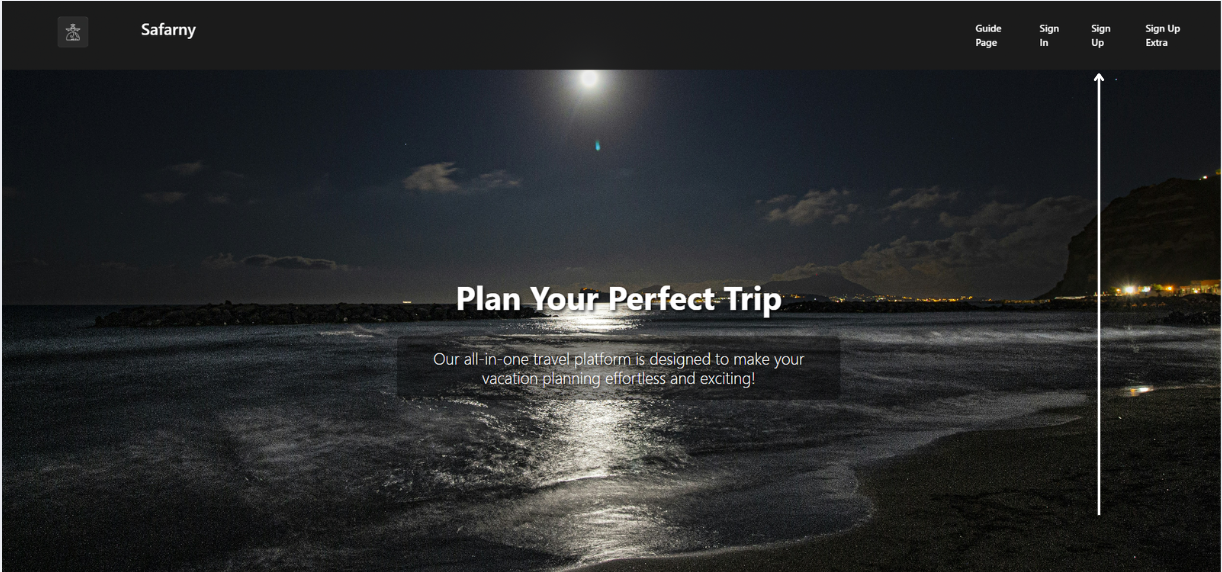 Safarny
Guide
Page
Sign
In
Sign
Up
Sign Up
Extra
Plan Your Perfect Trip
Our all-in-one travel platform is designed to make your
vacation planning effortless and exciting!